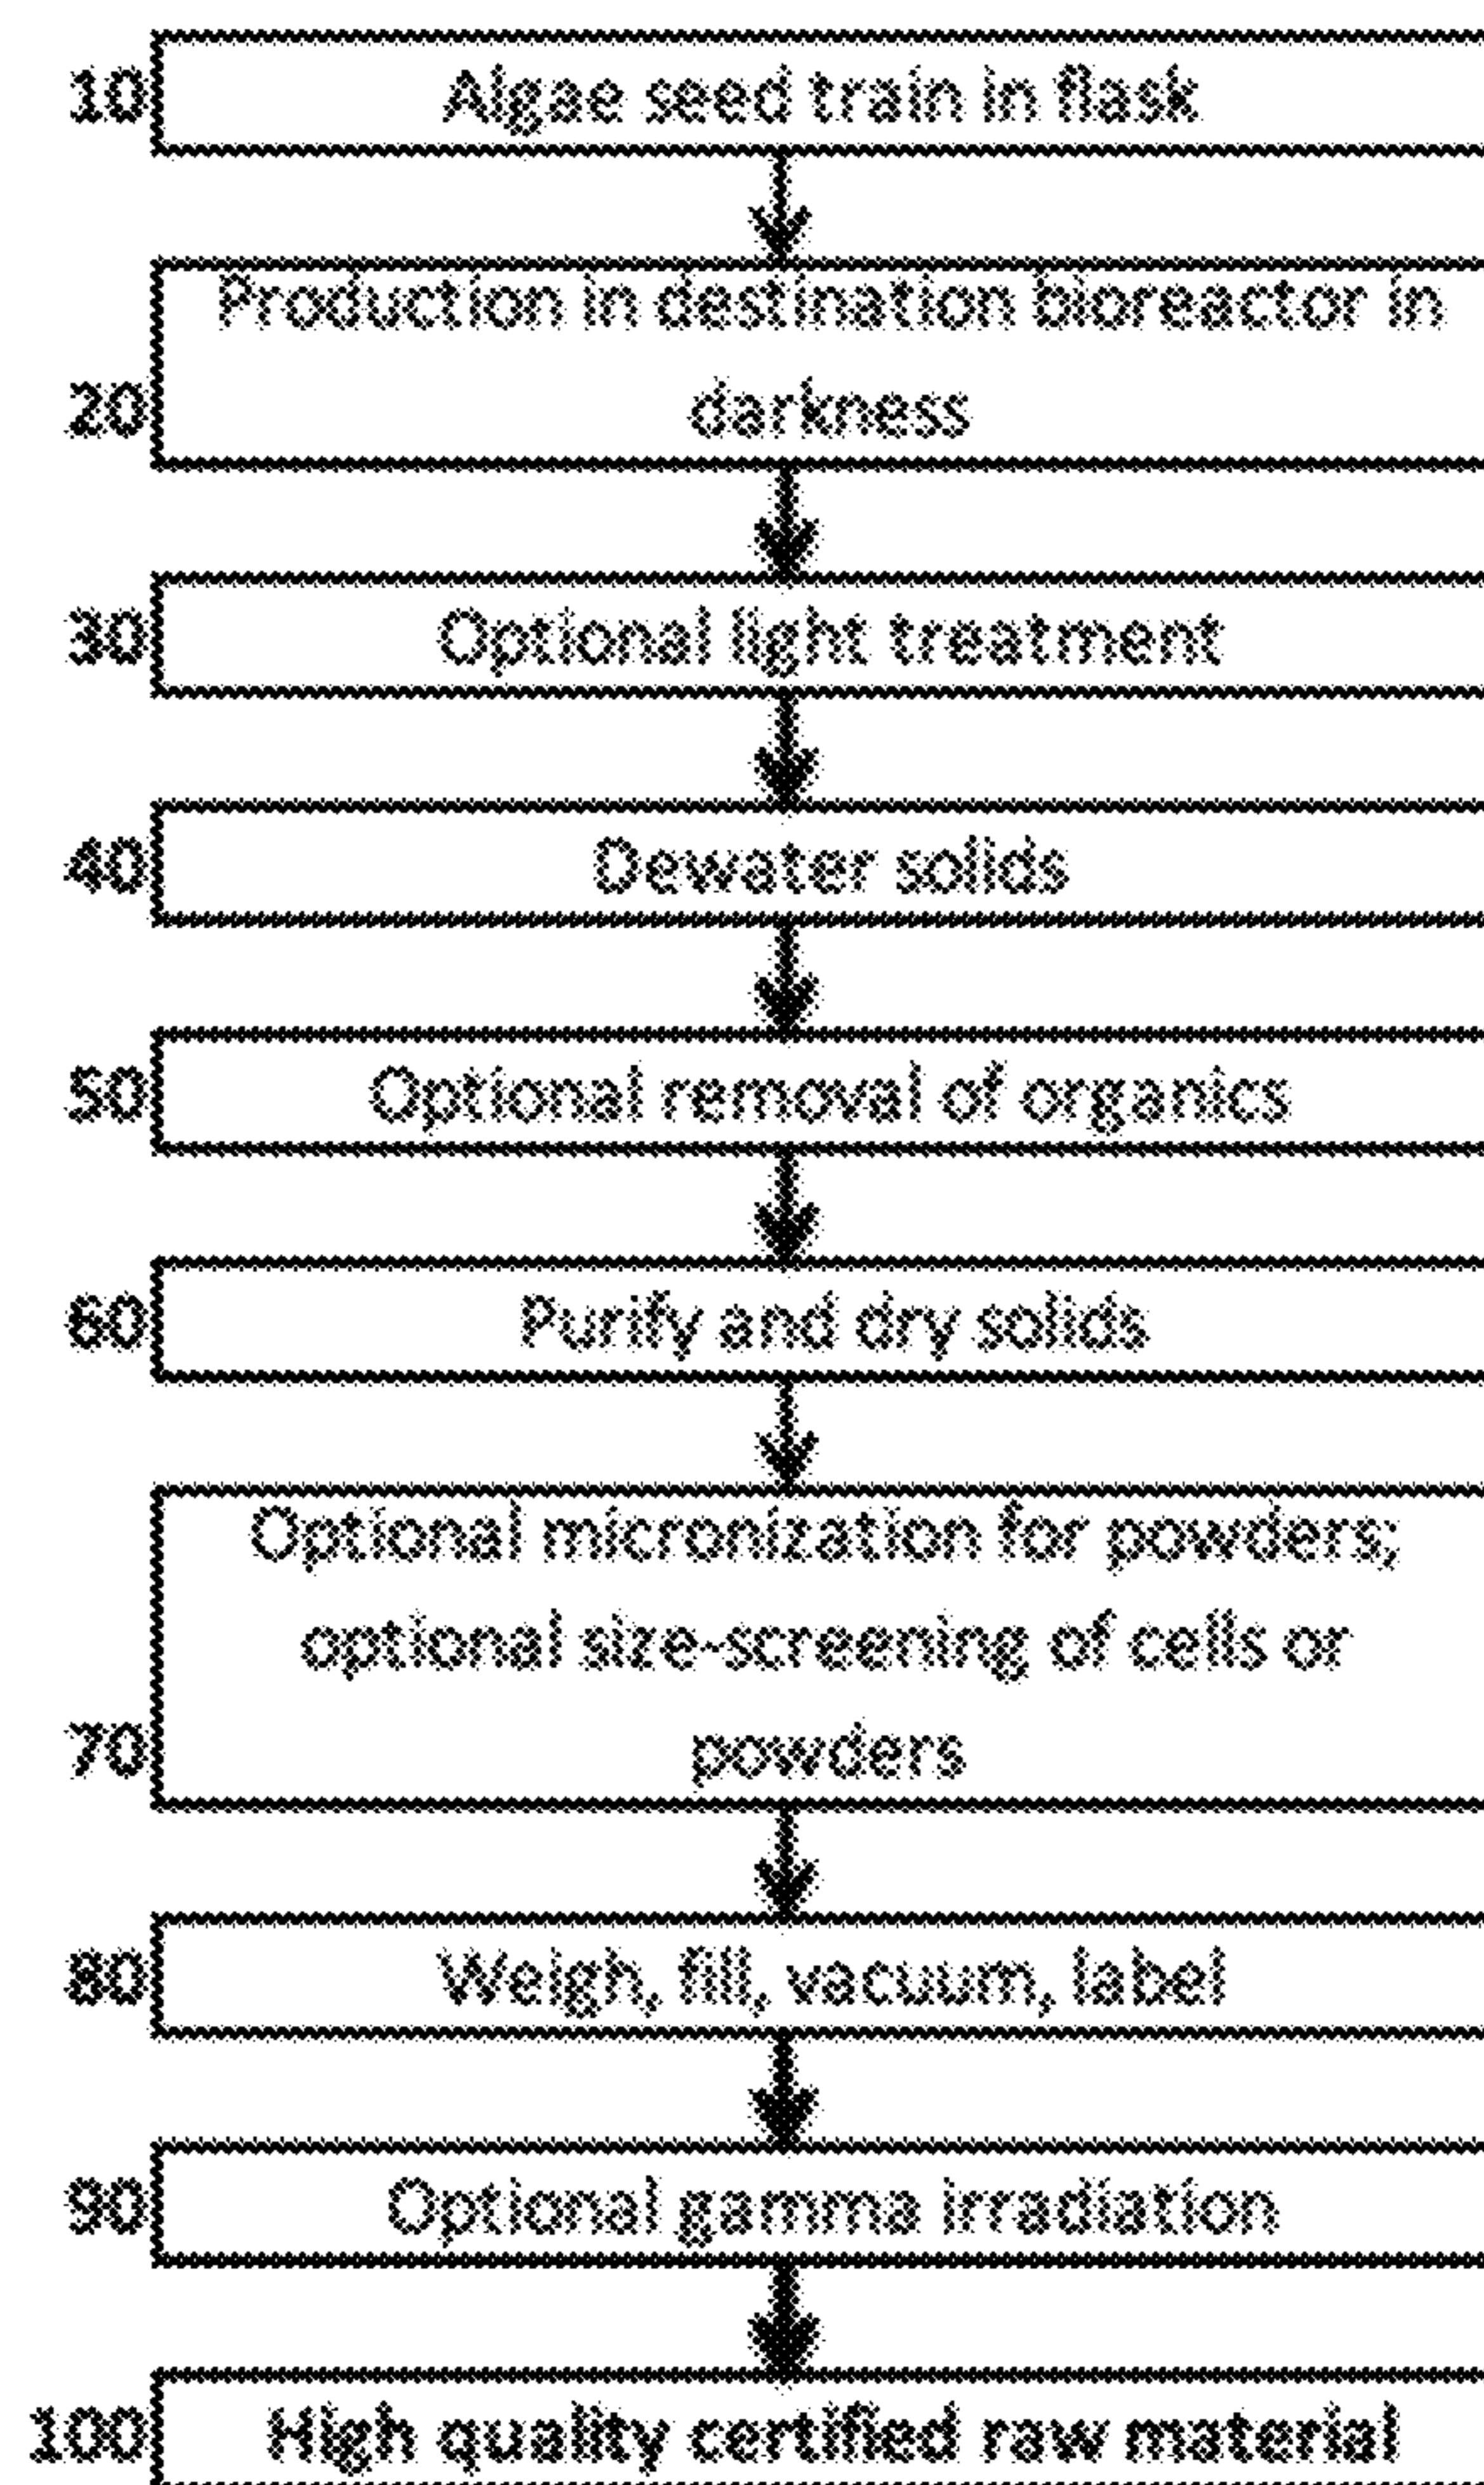 10 Algae seed train in flask
Production in destination bioreactor in
20 darkness
30 Optional light treatment
40 Dewater solids
50 Optional removal of organics
60 Purify and dry solids
Optional micronization for powders;
optional size-screening of cells or
70 powders
80 Weigh, fill, vacuum, label
90 Optional gamma irradiation
100 High quality certified raw material